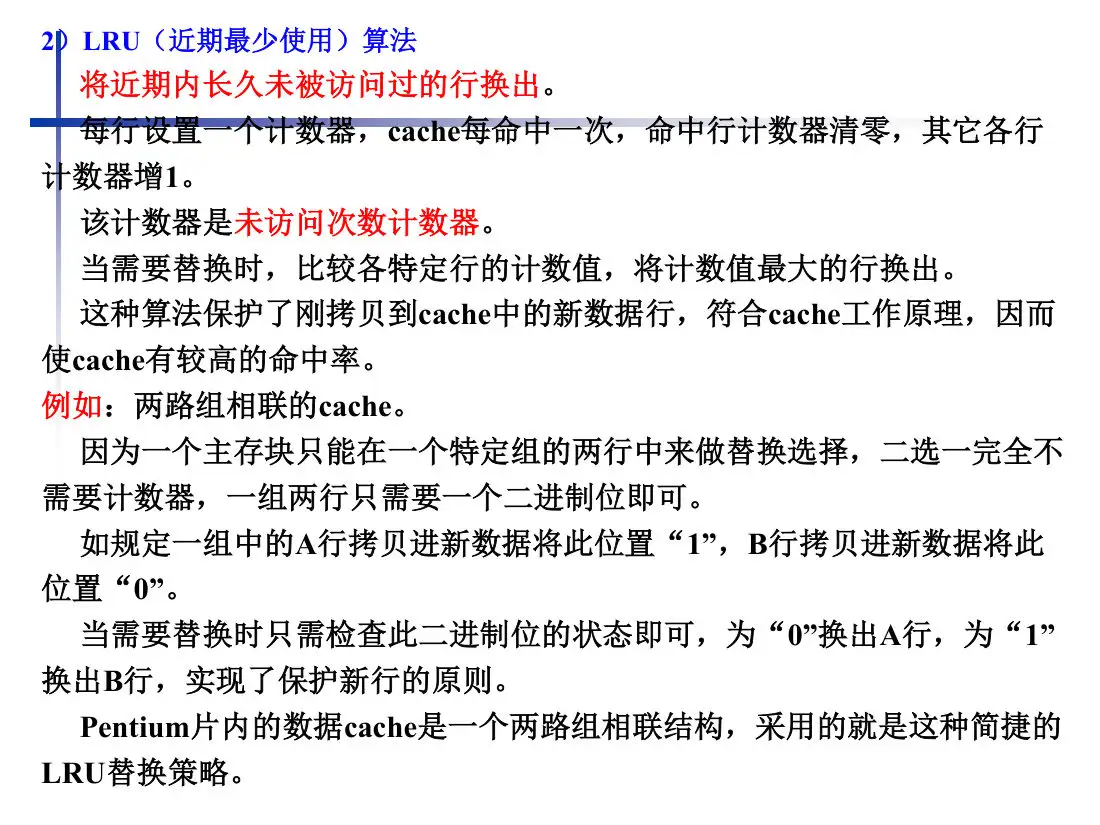 2）LRU（近期最少使用）算法
将近期内长久未被访问过的行换出。
每行设置一个计数器，cache每命中一次，命中行计数器清零，其它各行
计数器增1。
该计数器是未访问次数计数器。
当需要替换时，比较各特定行的计数值，将计数值最大的行换出。
这种算法保护了刚拷贝到cache中的新数据行，符合cache工作原理，因而
使cache有较高的命中率。
例如：两路组相联的cache。
因为一个主存块只能在一个特定组的两行中来做替换选择，二选一完全不
需要计数器，一组两行只需要一个二进制位即可。
如规定一组中的A行拷贝进新数据将此位置“1”，B行拷贝进新数据将此
位置“0”。
当需要替换时只需检查此二进制位的状态即可，为“0”换出A行，为“1”
换出B行，实现了保护新行的原则。
Pentium片内的数据cache是一个两路组相联结构，采用的就是这种简捷的
LRU替换策略。